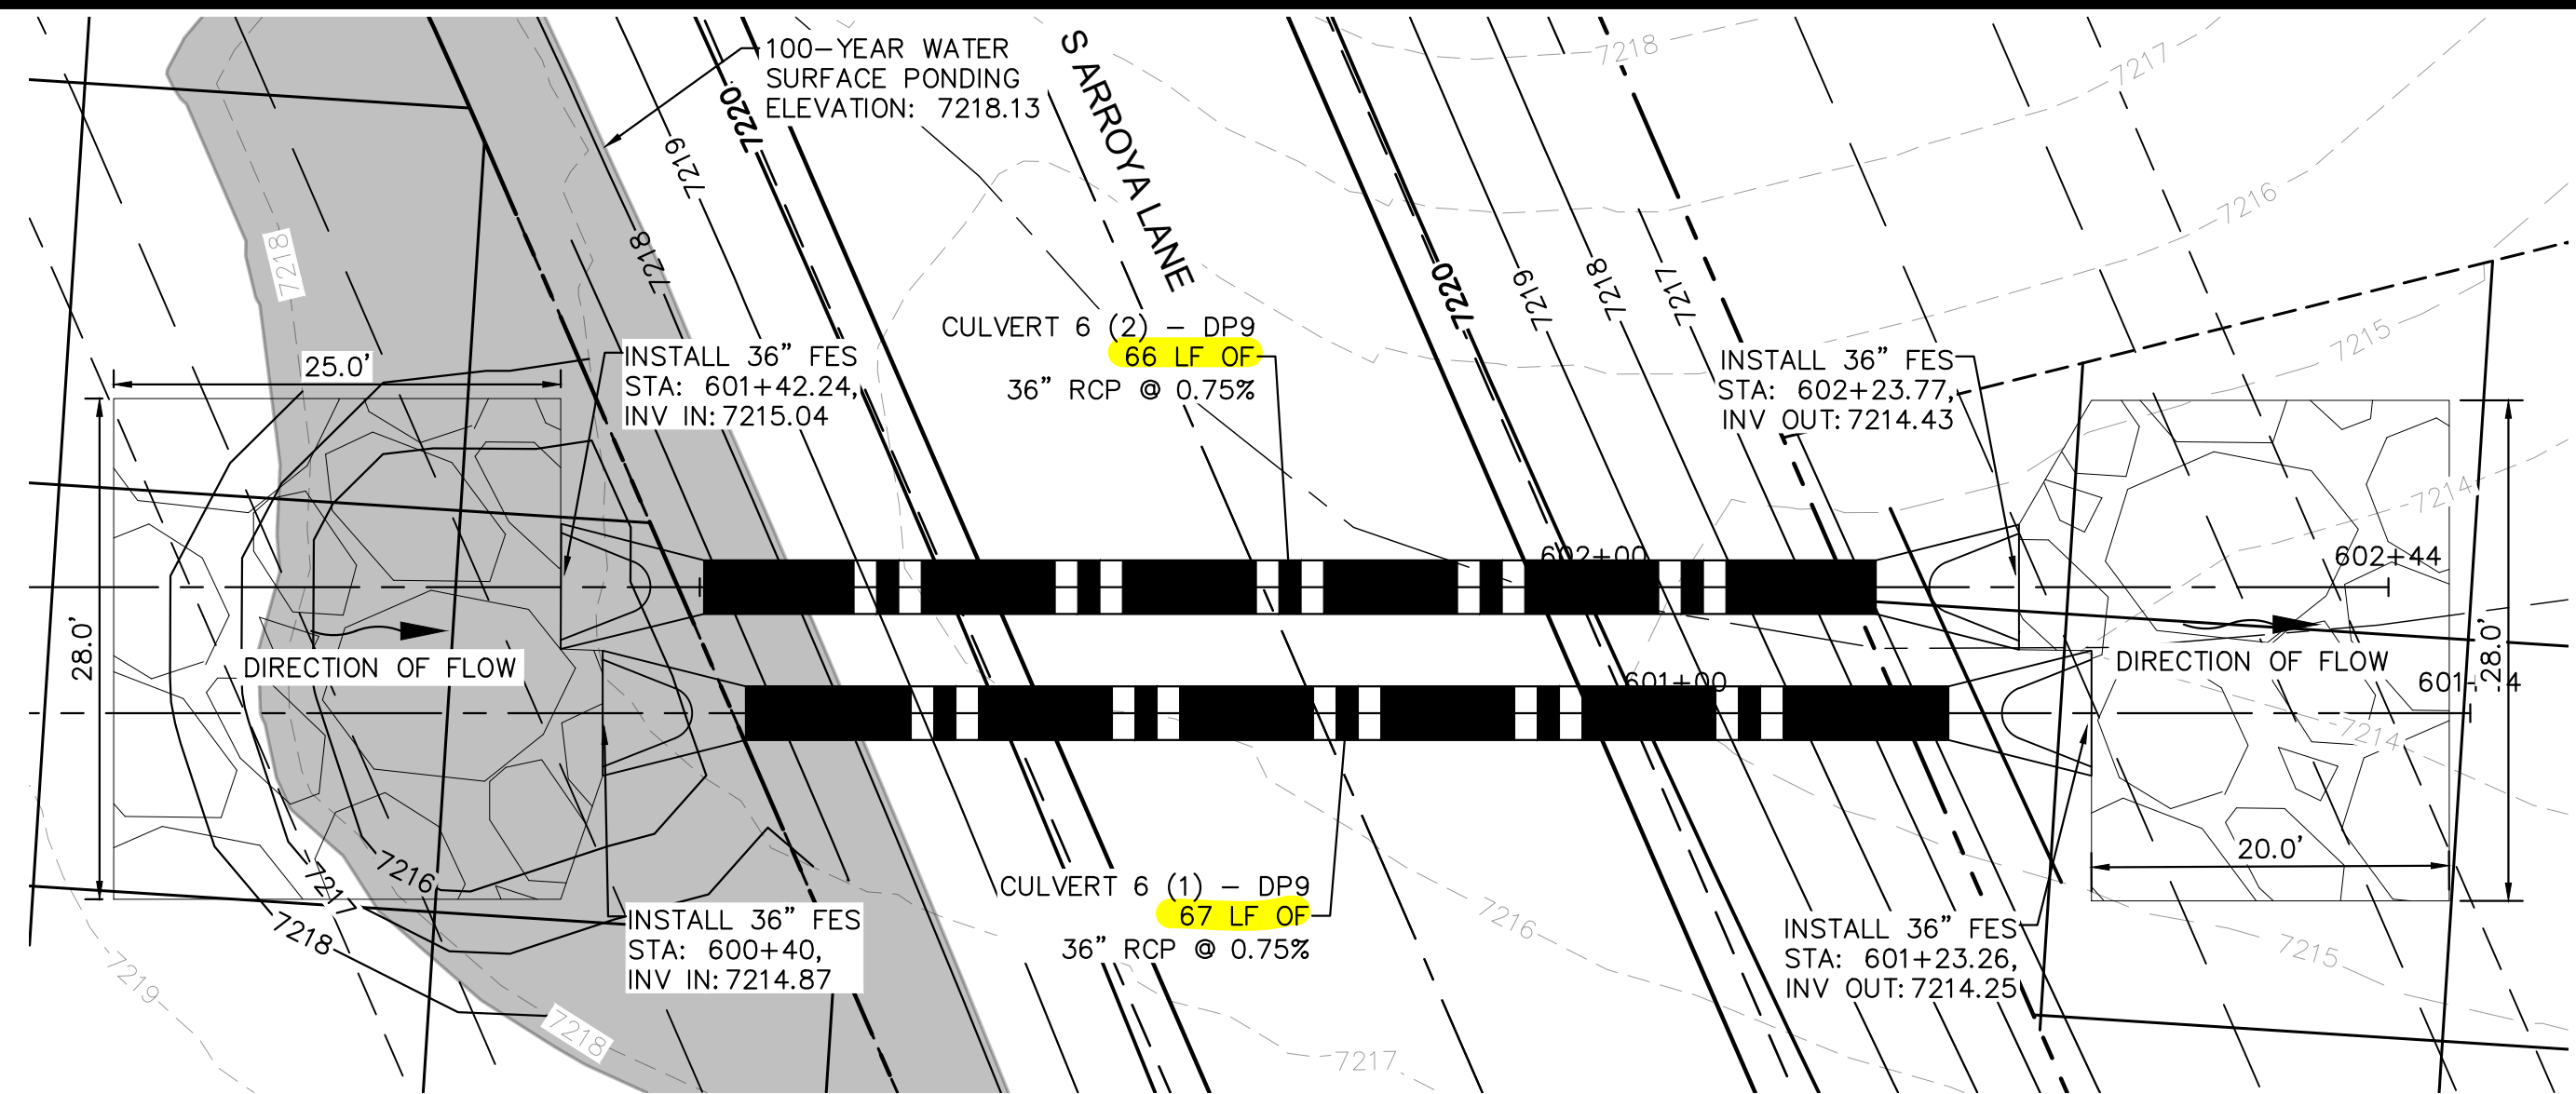 100-YEAR WATER
SURFACE PONDING
ELEVATION: 7218.13
S ARROYA LANE
7218
7217
7220
7219
7216
7218
7218
7220
7219
7218
7217
7215
CULVERT 6 (2) - DP9
66 LF OF
36" RCP @ 0.75%
INSTALL 36" FES
STA: 601+42.24,
INV IN: 7215.04
INSTALL 36" FES
STA: 602+23.77,
INV OUT: 7214.43
25.0'
7214
602+00
602+44
28.0'
DIRECTION OF FLOW
DIRECTION OF FLOW
28.0'
601+00
7214
7216
7217
7218
7219
7218
CULVERT 6 (1) - DP9
67 LF OF
36" RCP @ 0.75%
INSTALL 36" FES
STA: 600+40,
INV IN: 7214.87
INSTALL 36" FES
STA: 601+23.26,
INV OUT: 7214.25
20.0'
7216
7215
7217